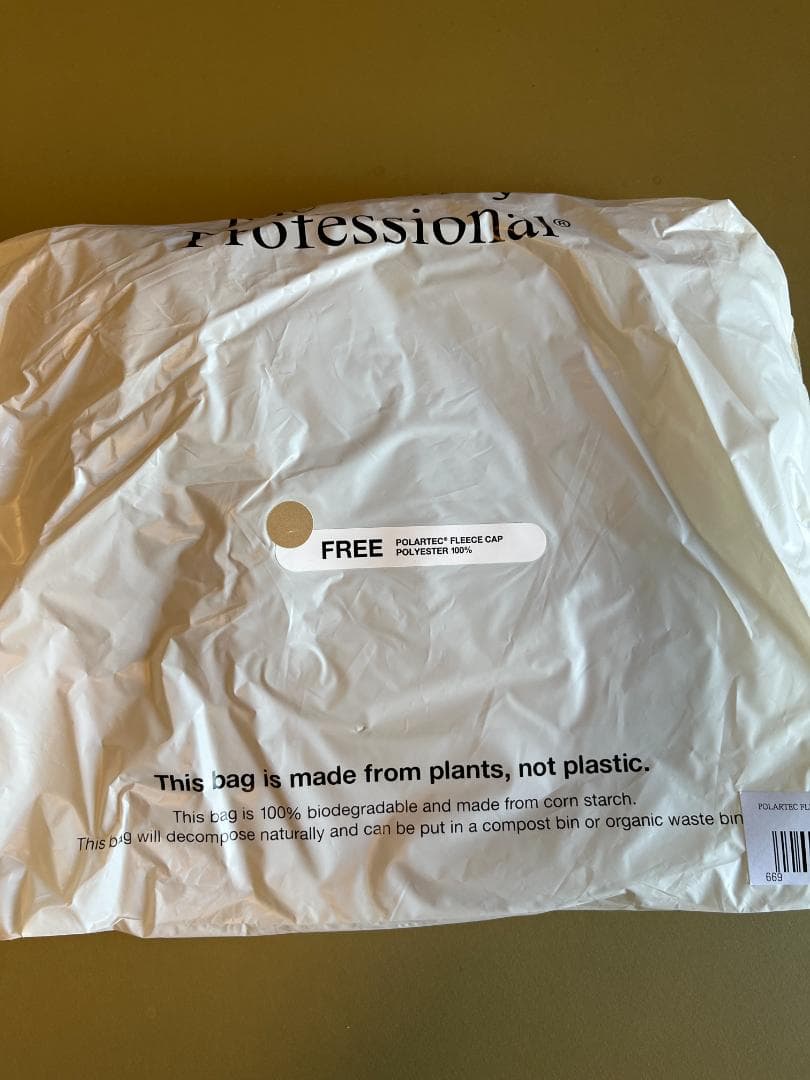 Professional®
FREE POLARTEC® FLEECE CAP
POLYESTER 100%
This bag is made from plants, not plastic.
This bag is 100% biodegradable and made from corn starch.
This bag will decompose naturally and can be put in a compost bin or organic waste bin
POLARTEC FL
669